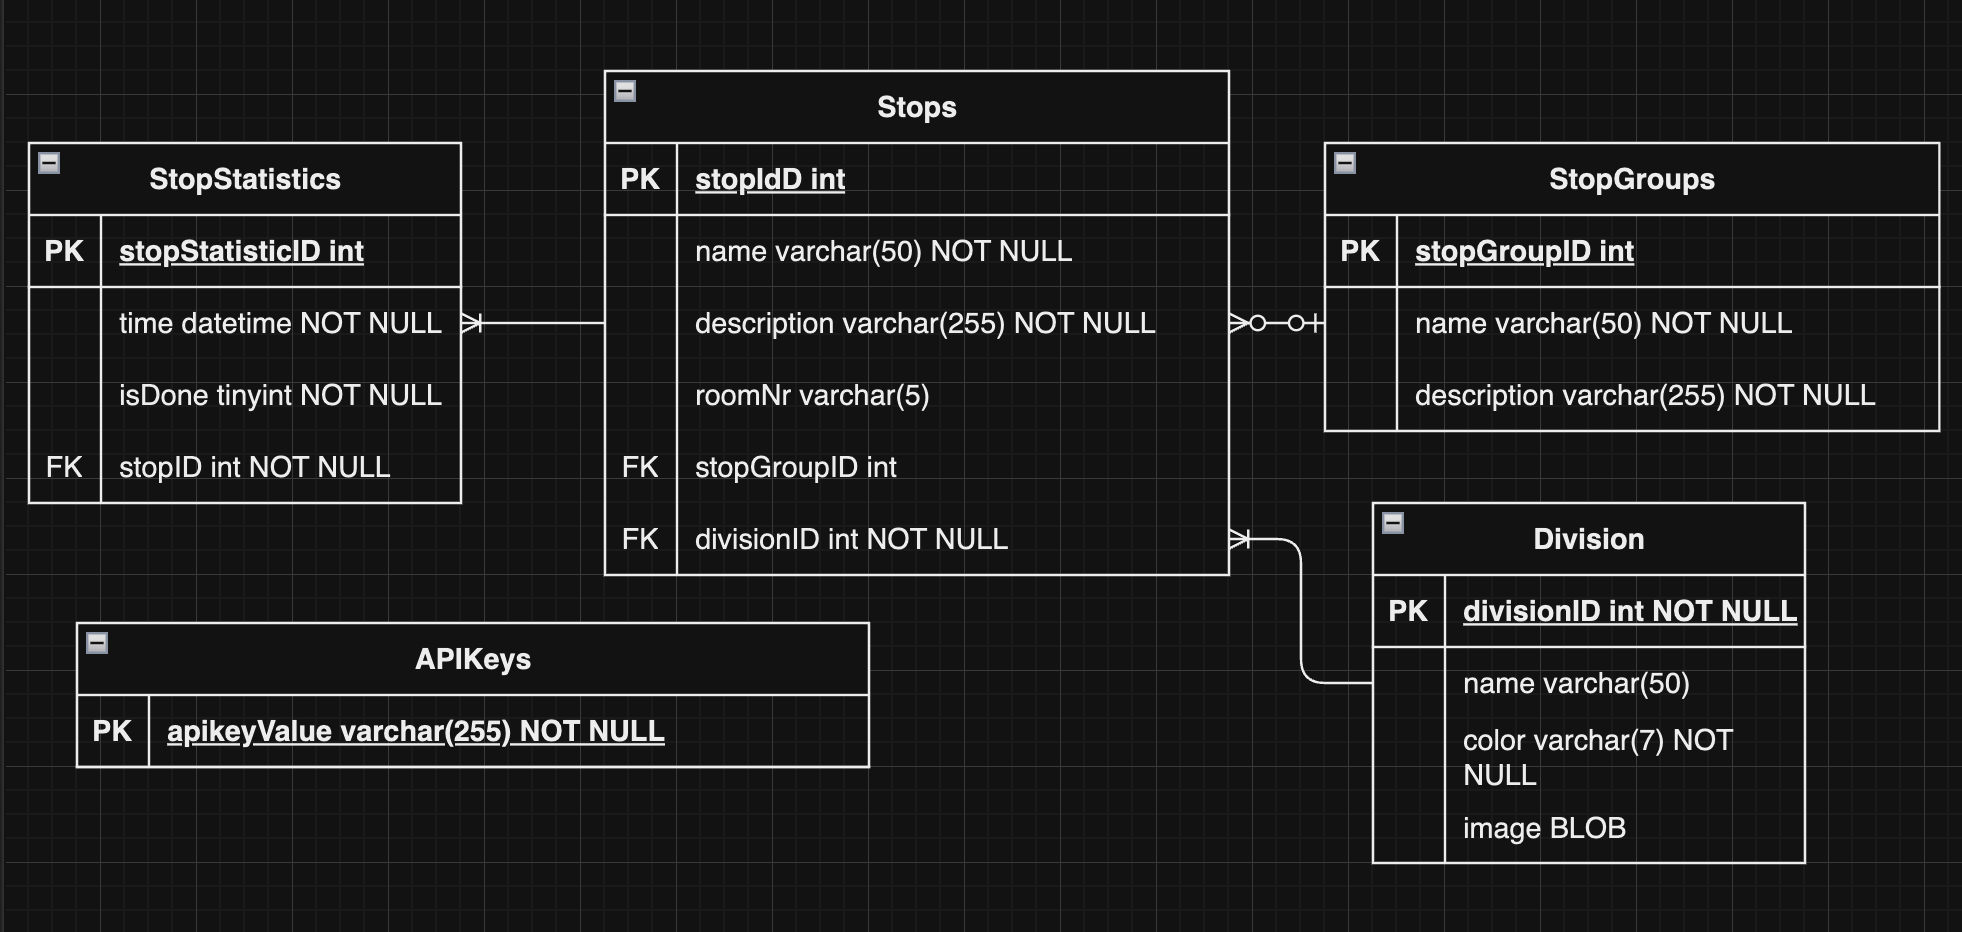 Stops
PK stopIdD int
name varchar(50) NOT NULL
description varchar(255) NOT NULL
roomNr varchar(5)
FK stopGroupID int
FK divisionID int NOT NULL
StopStatistics
PK stopStatisticID int
time datetime NOT NULL
isDone tinyint NOT NULL
FK stopID int NOT NULL
StopGroups
PK stopGroupID int
name varchar(50) NOT NULL
description varchar(255) NOT NULL
Division
PK divisionID int NOT NULL
name varchar(50)
color varchar(7) NOT
NULL
image BLOB
APIKeys
PK apikeyValue varchar(255) NOT NULL